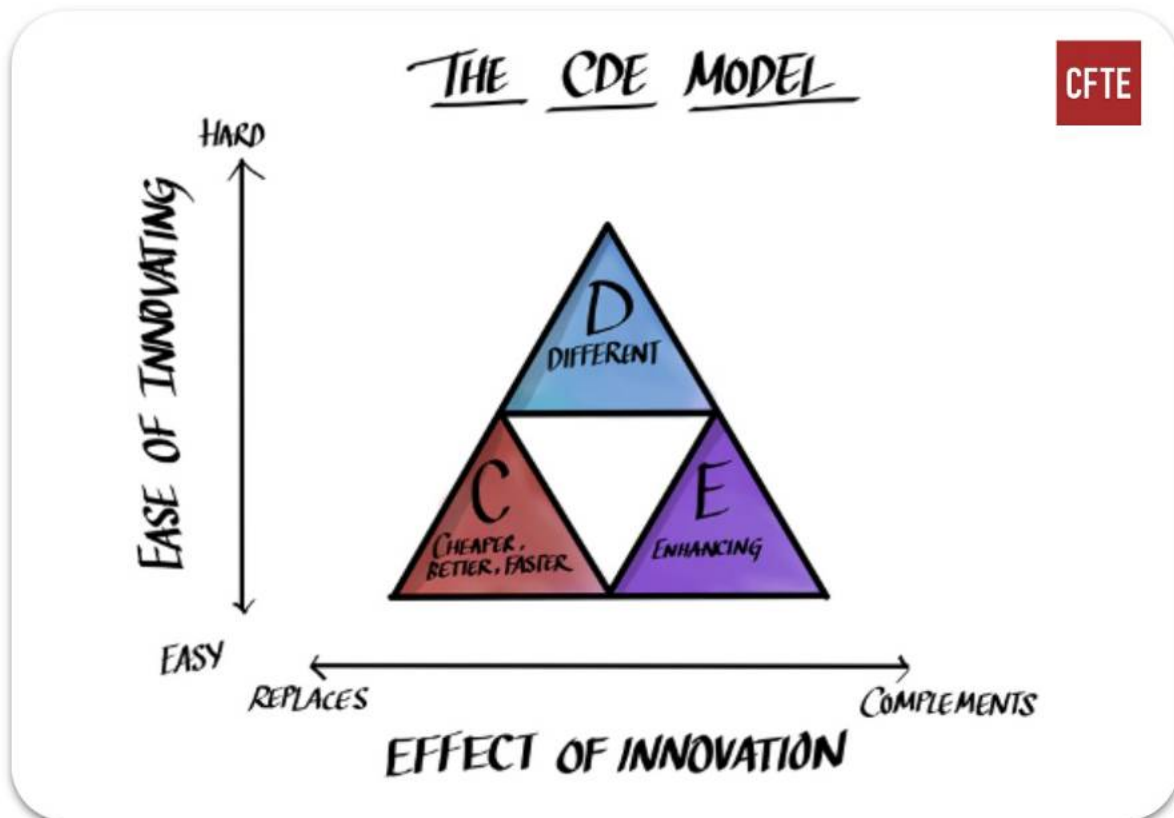 THE CDE MODEL
CFTE
HARD
EASE OF INNOVATING
D
DIFFERENT
C
CHEAPER,
BETTER, FASTER
E
ENHANCING
EASY
REPLACES
COMPLEMENTS
EFFECT OF INNOVATION